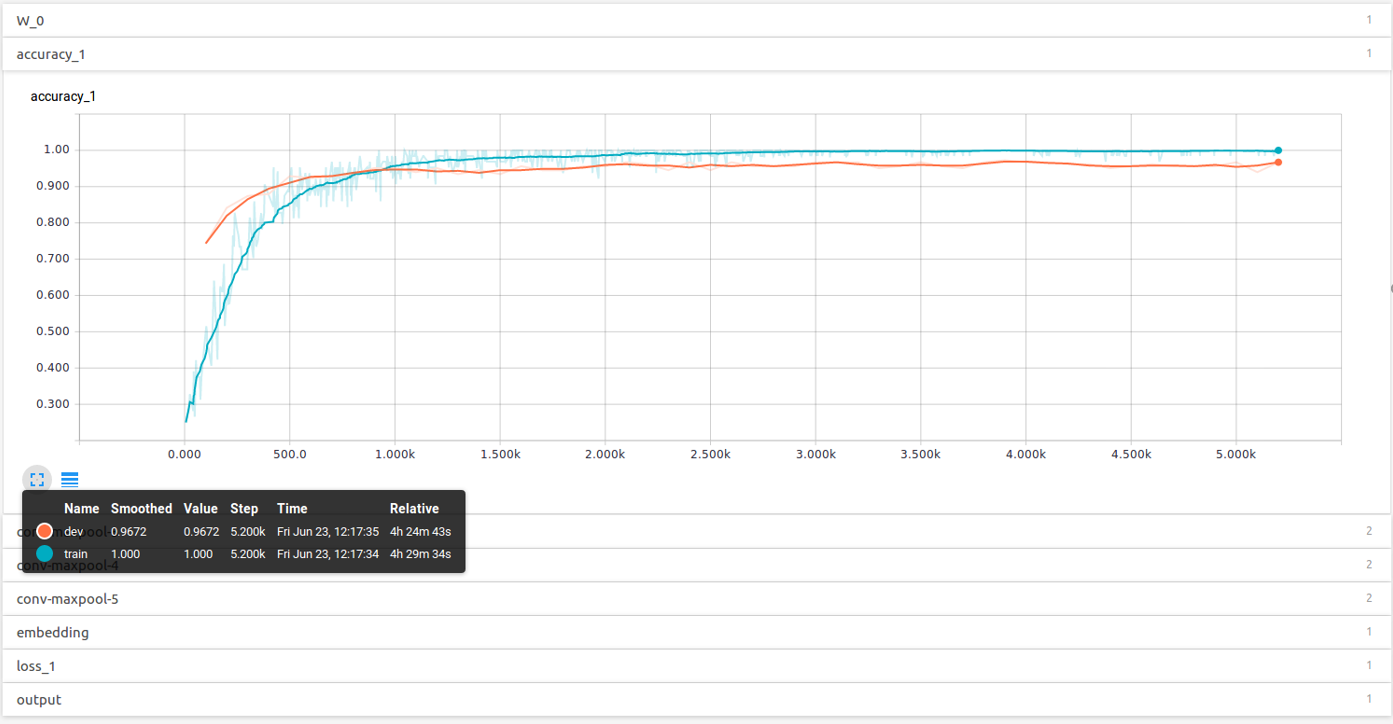 W_0 1
accuracy_1 1
accuracy_1
1.00
0.900
0.800
0.700
0.600
0.500
0.400
0.300
0.000 500.0 1.000k 1.500k 2.000k 2.500k 3.000k 3.500k 4.000k 4.500k 5.000k
Name Smoothed Value Step Time Relative
dev 0.9672 0.9672 5.200k Fri Jun 23, 12:17:35 4h 24m 43s
train 1.000 1.000 5.200k Fri Jun 23, 12:17:34 4h 29m 34s
2
conv-maxpool-4 2
conv-maxpool-5 2
embedding 1
loss_1 1
output 1